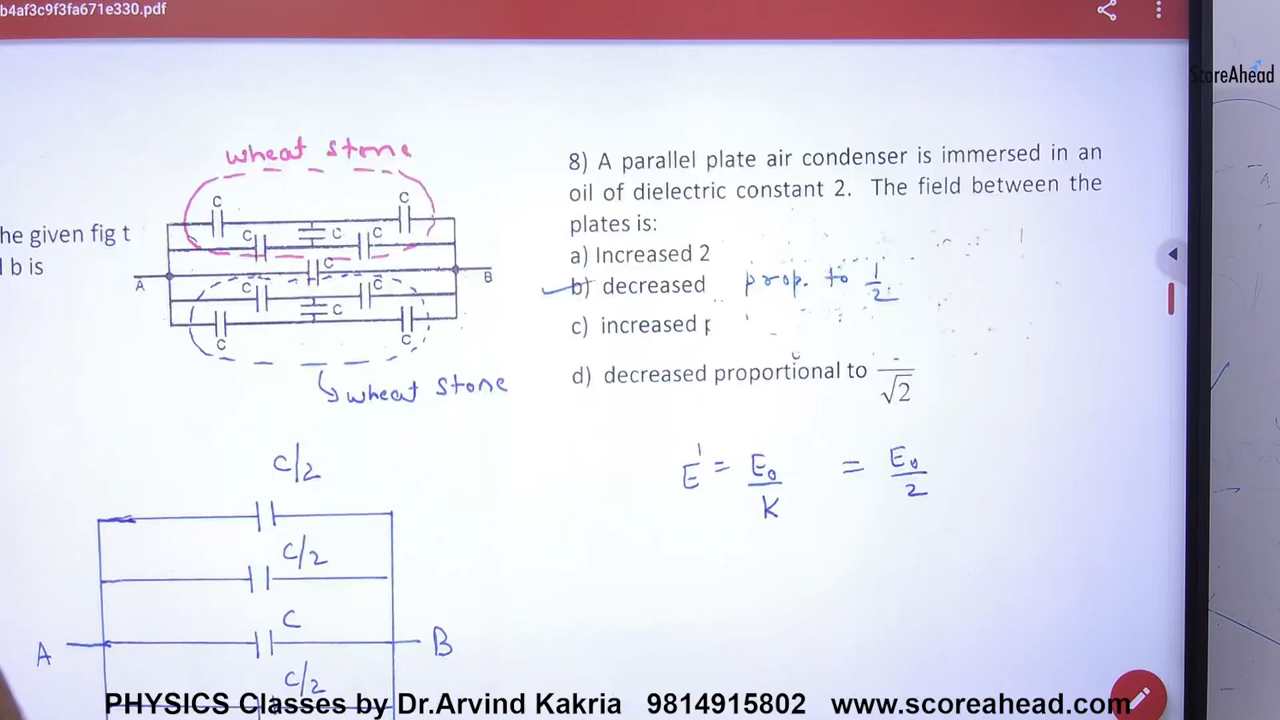 b4af3c9f3fa671e330.pdf
ScoreAhead
wheat stone
C C
C C C
he given fig t
l b is
C
A B
C C
C
C C
wheat stone
8) A parallel plate air condenser is immersed in an
oil of dielectric constant 2. The field between the
plates is:
a) Increased 2
b) decreased prop. to 1/2
c) increased
d) decreased proportional to √2
E' = E₀/K = E₀/2
C/2
C/2
C
A B
C/2
PHYSICS Classes by Dr.Arvind Kakria 9814915802 www.scoreahead.com